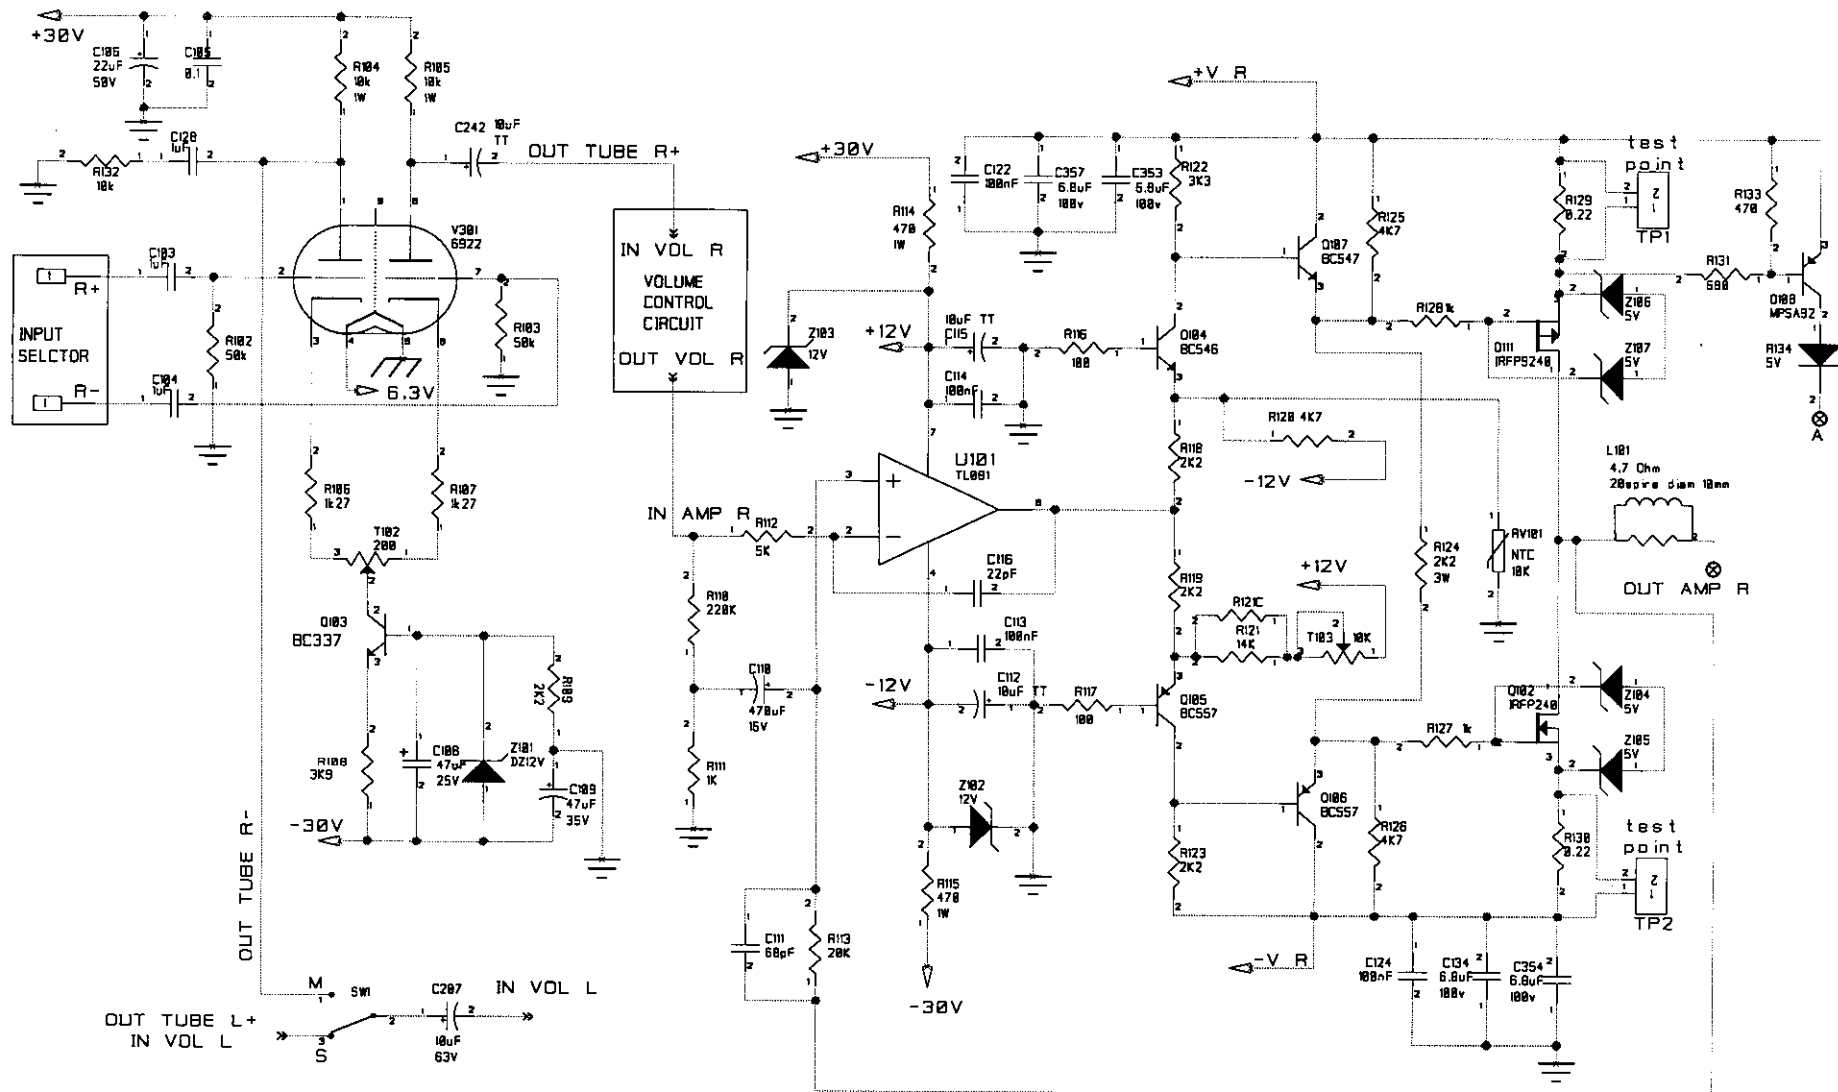 +30V
C106
22uF
50V
C105
0.1
R104
10k
1W
R105
10k
1W
C242
10uF
TT
OUT TUBE R+
C128
1uF
R132
10k
V301
6922
INPUT
SELCTOR
R+
R-
C103
1uF
C104
1uF
R102
50k
R103
50k
6.3V
R106
1k27
R107
1k27
T102
200
Q103
BC337
R108
3K9
-30V
C108
47uF
25V
Z101
DZ12V
R109
2K2
C109
47uF
35V
OUT TUBE R-
M
SW1
S
OUT TUBE L+
IN VOL L
C207
10uF
63V
IN VOL L
IN VOL R
VOLUME
CONTROL
CIRCUIT
OUT VOL R
IN AMP R
R112
5K
R110
220K
R111
1K
C110
470uF
16V
C111
68pF
R113
20K
+30V
R114
470
1W
Z103
12V
+12V
10uF TT
C115
C114
100nF
R116
100
U101
TL081
C116
22pF
C113
100nF
C112
10uF TT
-12V
R117
100
Z102
12V
R115
470
1W
-30V
+V R
C122
100nF
C357
6.8uF
100v
C353
6.8uF
100v
R122
3K3
Q104
BC546
R118
2K2
R119
2K2
R120 4K7
-12V
R121C
R121
14K
T103
10K
+12V
Q105
BC557
R123
2K2
Q107
BC547
R125
4K7
R128 1k
R124
2K2
3W
RV101
NTC
10K
Q106
BC557
R126
4K7
R127 1k
-V R
C124
100nF
C134
6.8uF
100v
C354
6.8uF
100v
Q111
IRFP9240
R129
0.22
test
point
TP1
Z106
5V
Z107
5V
R131
680
R133
470
Q108
MPSA92
R134
5V
A
L101
4.7 Ohm
20spire diam 10mm
OUT AMP R
Q102
IRFP240
Z104
5V
Z105
5V
R130
0.22
test
point
TP2